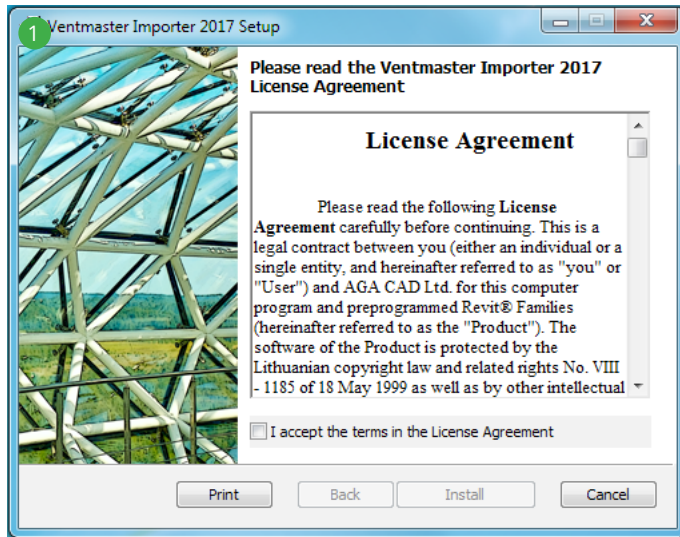 1
Ventmaster Importer 2017 Setup
Please read the Ventmaster Importer 2017
License Agreement
License Agreement
Please read the following License
Agreement carefully before continuing. This is a
legal contract between you (either an individual or a
single entity, and hereinafter referred to as "you" or
"User") and AGA CAD Ltd. for this computer
program and preprogrammed Revit® Families
(hereinafter referred to as the "Product"). The
software of the Product is protected by the
Lithuanian copyright law and related rights No. VIII
- 1185 of 18 May 1999 as well as by other intellectual
I accept the terms in the License Agreement
Print Back Install Cancel